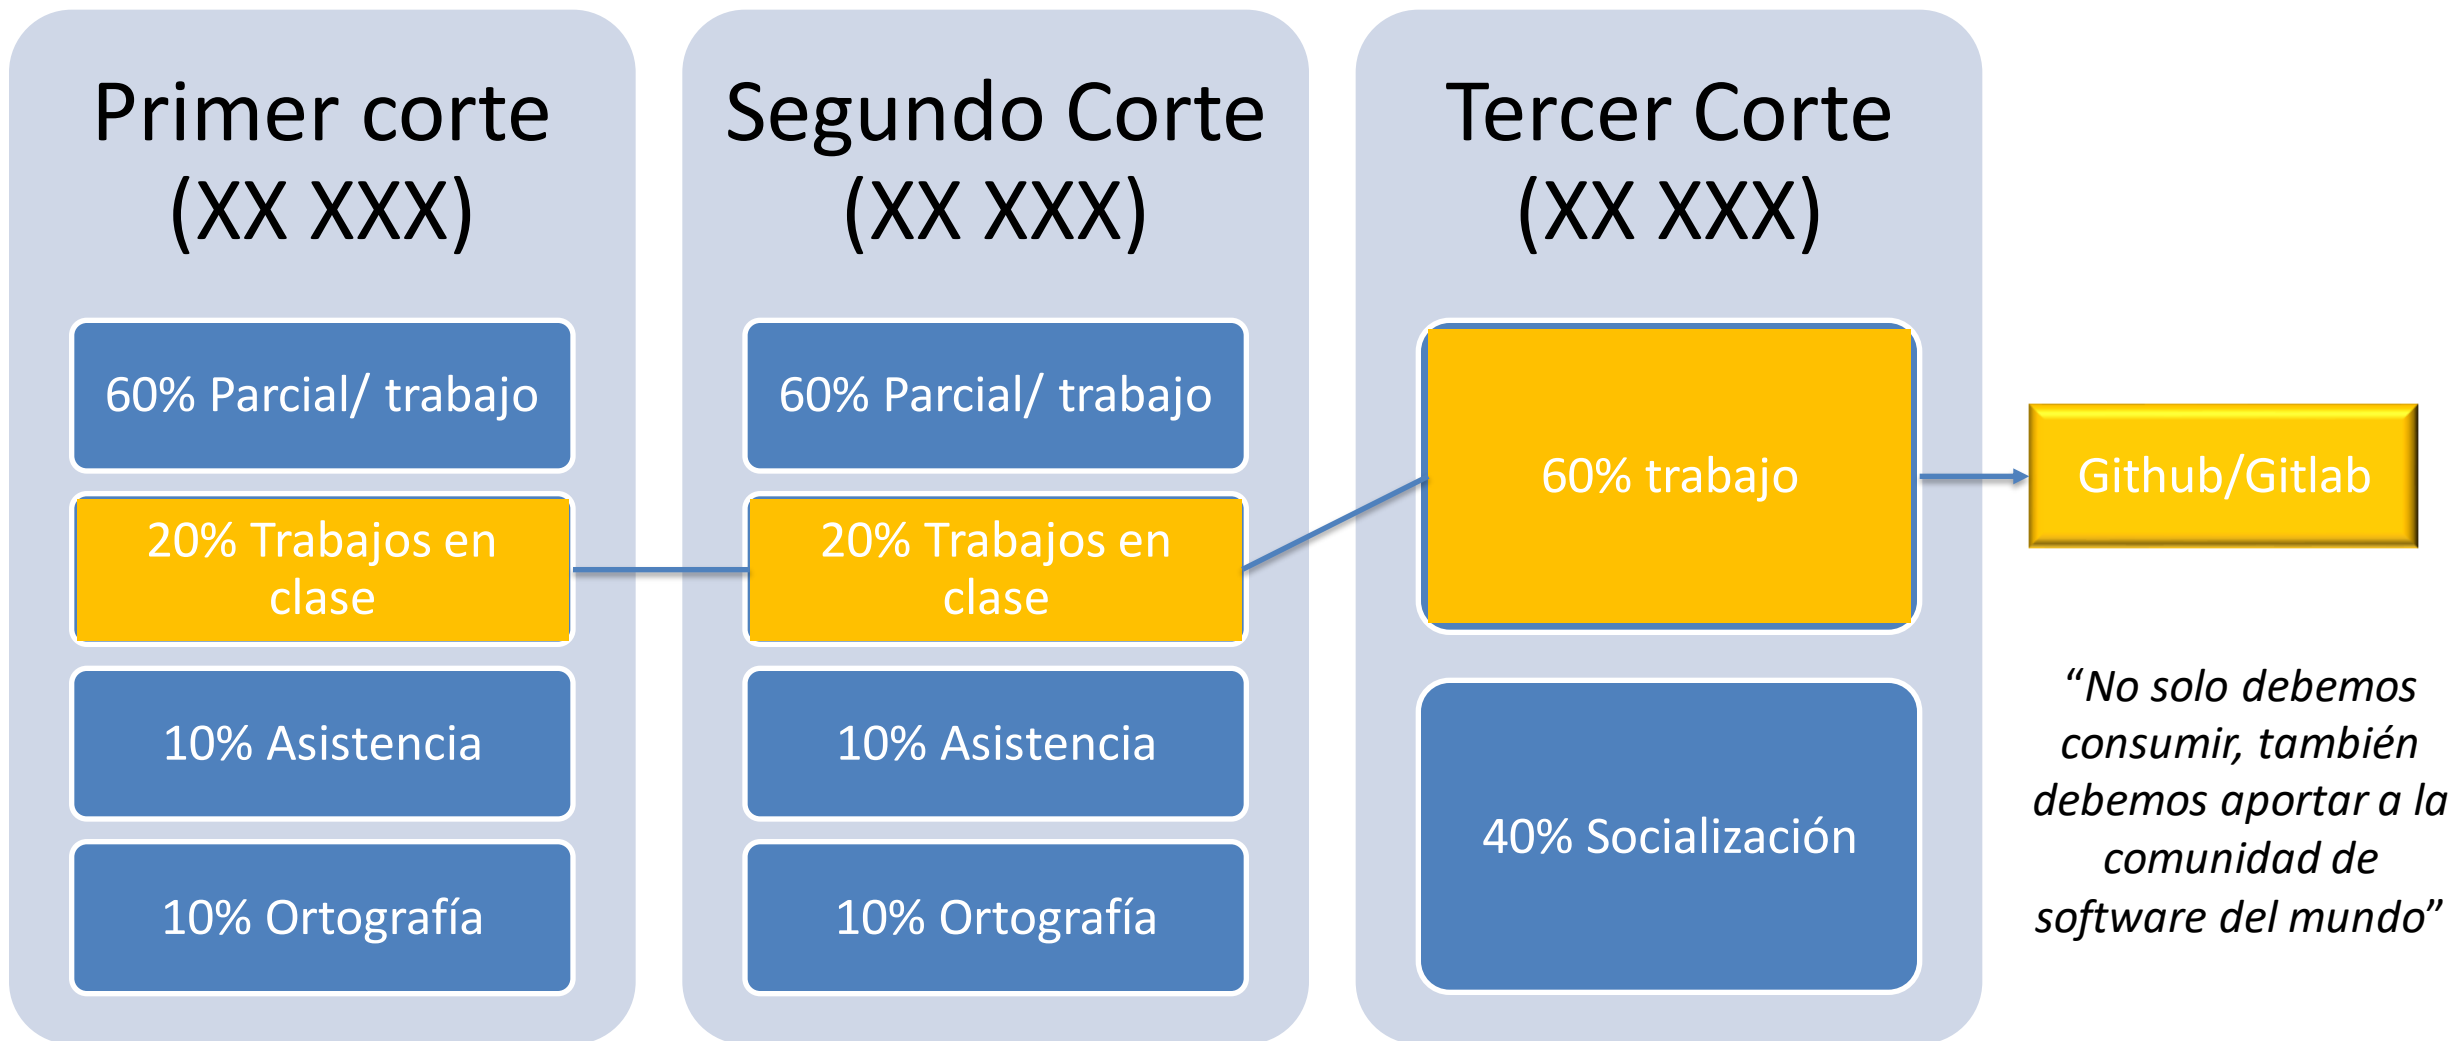 Primer corte
(XX XXX)
60% Parcial/ trabajo
20% Trabajos en
clase
10% Asistencia
10% Ortografía
Segundo Corte
(XX XXX)
60% Parcial/ trabajo
20% Trabajos en
clase
10% Asistencia
10% Ortografía
Tercer Corte
(XX XXX)
60% trabajo
40% Socialización
Github/Gitlab
“No solo debemos
consumir, también
debemos aportar a la
comunidad de
software del mundo”